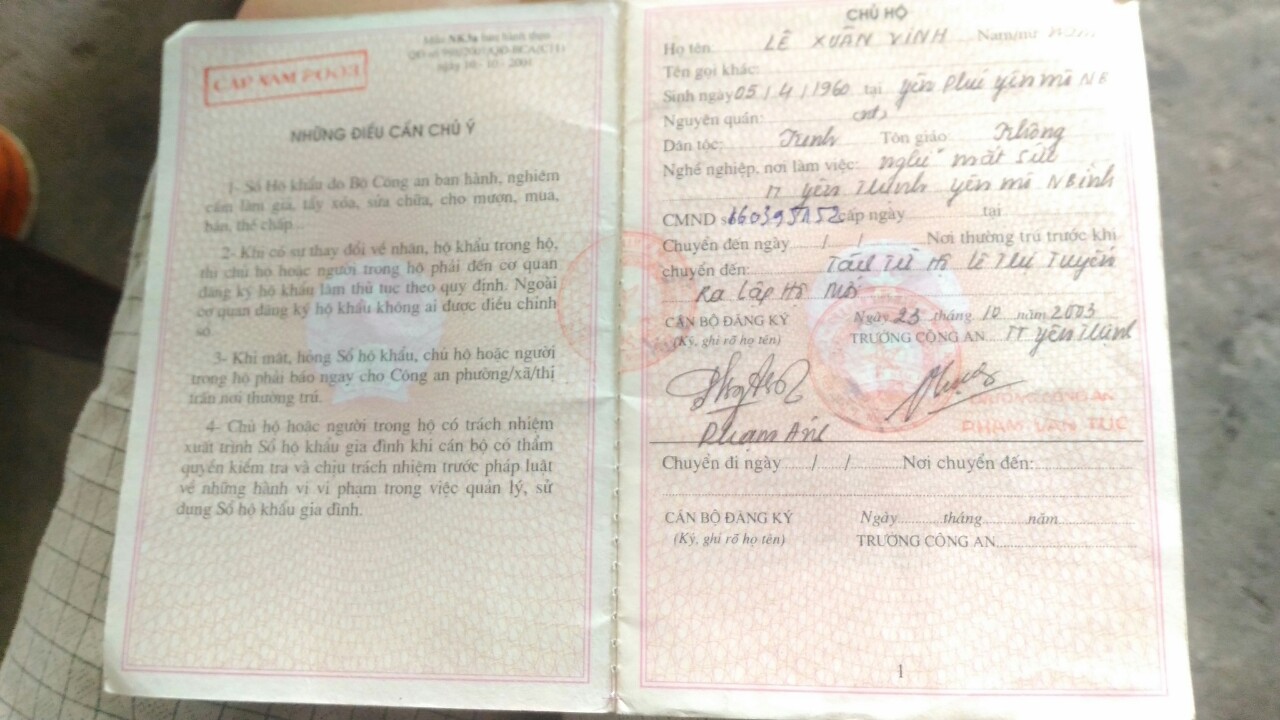 Mẫu NK3a ban hành theo
ngày 10 - 10 - 2001
CẤP NĂM 2003
NHỮNG ĐIỀU CẦN CHÚ Ý
1- Sổ Hộ khẩu do Bộ Công an ban hành, nghiêm
cấm làm giả, tẩy xóa, sửa chữa, cho mượn, mua,
bán, thế chấp.
2- Khi có sự thay đổi về nhân, hộ khẩu trong hộ,
thì chủ hộ hoặc người trong hộ phải đến cơ quan
đăng ký hộ khẩu làm thủ tục theo quy định. Ngoài
cơ quan đăng ký hộ khẩu không ai được điều chỉnh
sổ.
3- Khi mất, hỏng Sổ hộ khẩu, chủ hộ hoặc người
trong hộ phải báo ngay cho Công an phường/xã/thị
trấn nơi thường trú.
4- Chủ hộ hoặc người trong hộ có trách nhiệm
xuất trình Sổ hộ khẩu gia đình khi cán bộ có thẩm
quyền kiểm tra và chịu trách nhiệm trước pháp luật
về những hành vi vi phạm trong việc quản lý, sử
dụng Sổ hộ khẩu gia đình.
CHỦ HỘ
Họ tên LÊ XUÂN VINH Nam/nữ
Tên gọi khác:
Sinh ngày 05 / 4 / 1960 tại Yên Phú Yên mô NB
Nguyên quán:
Dân tộc: Kinh Tôn giáo: Không
Nghề nghiệp, nơi làm việc: nghỉ mất sức
TT Yên Thịnh Yên mô NBình
CMND số cấp ngày tại
Chuyển đến ngày / / Nơi thường trú trước khi
chuyển đến: Tách Từ Hộ Lê Thị Tuyên
Ra lập Hộ Mới
CÁN BỘ ĐĂNG KÝ Ngày 23 tháng 10 năm 2003
(Ký, ghi rõ họ tên) TRƯỞNG CÔNG AN TT Yên Thịnh
TRƯỞNG CÔNG AN
Phạm PHẠM VĂN TÚC
Chuyển đi ngày / / Nơi chuyển đến:
CÁN BỘ ĐĂNG KÝ Ngày tháng năm
(Ký, ghi rõ họ tên) TRƯỞNG CÔNG AN
1